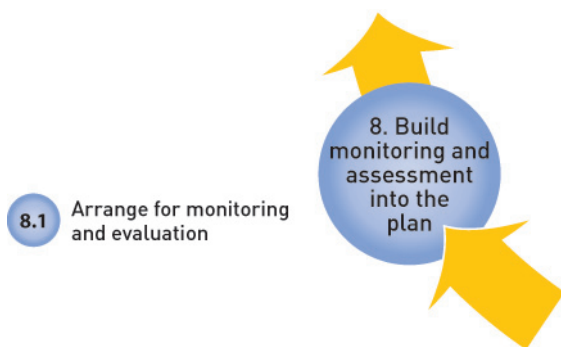 8. Build
monitoring and
assessment
into the
plan
8.1
Arrange for monitoring
and evaluation